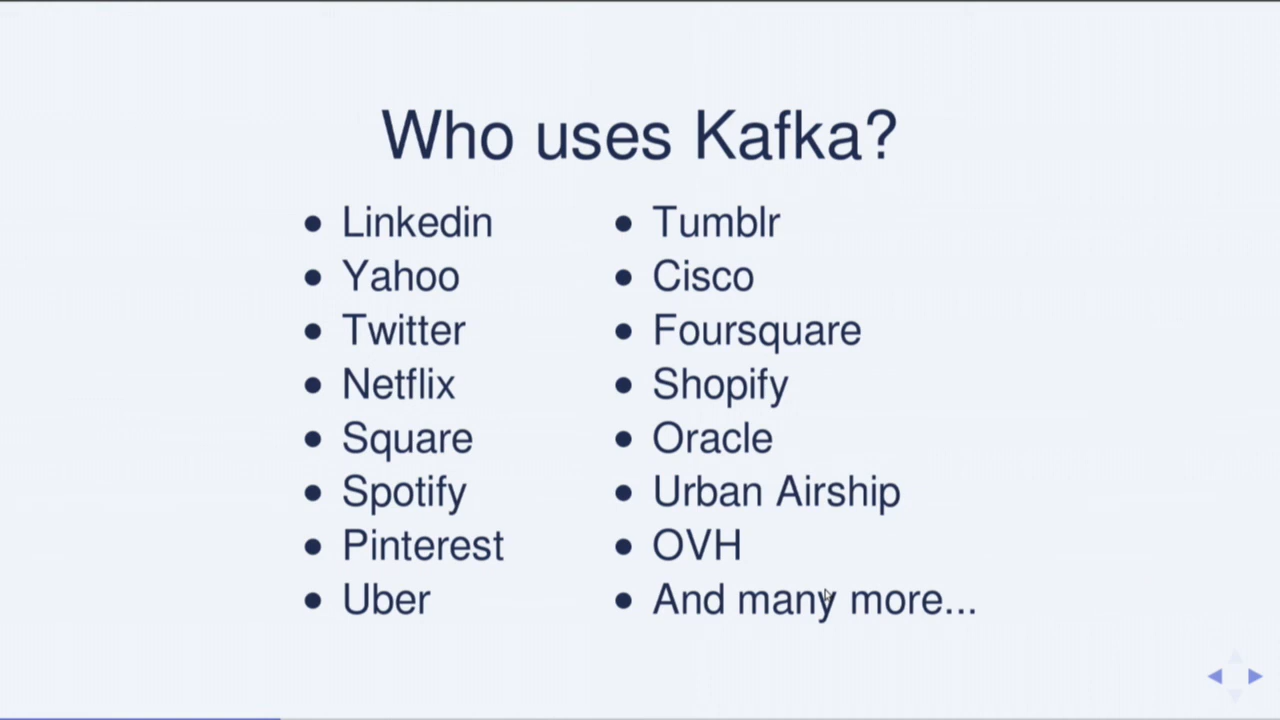 Who uses Kafka?
Linkedin
Yahoo
Twitter
Netflix
Square
Spotify
Pinterest
Uber
Tumblr
Cisco
Foursquare
Shopify
Oracle
Urban Airship
OVH
And many more...